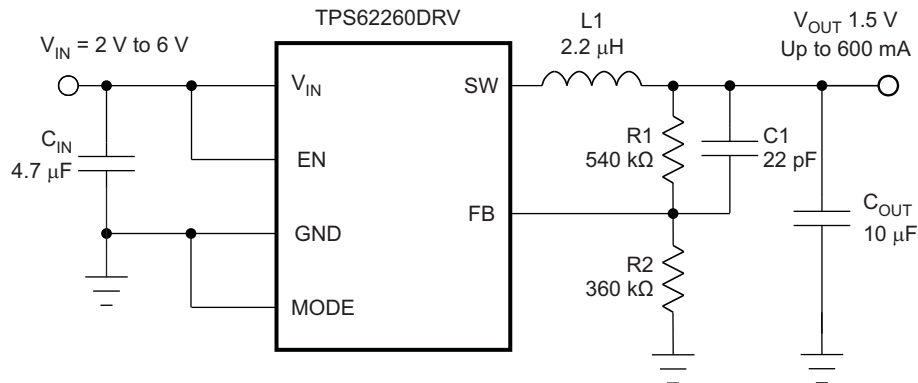 TPS62260DRV
V_IN = 2 V to 6 V
L1
2.2 μH
V_OUT 1.5 V
Up to 600 mA
V_IN
SW
C_IN
4.7 μF
EN
R1
540 kΩ
C1
22 pF
GND
FB
C_OUT
10 μF
MODE
R2
360 kΩ